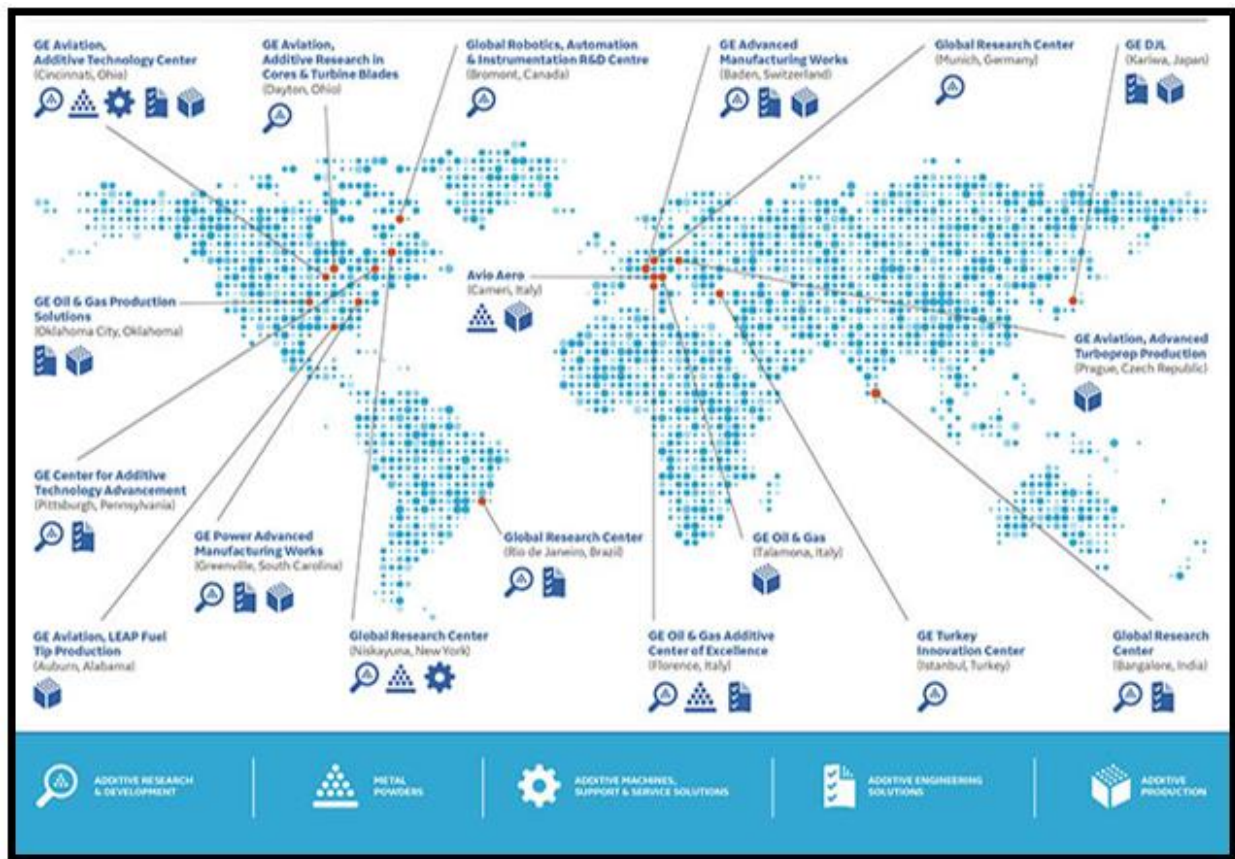 GE Aviation,
Additive Technology Center
(Cincinnati, Ohio)
GE Aviation,
Additive Research in
Cores & Turbine Blades
(Dayton, Ohio)
Global Robotics, Automation
& Instrumentation R&D Centre
(Bromont, Canada)
GE Advanced
Manufacturing Works
(Baden, Switzerland)
Global Research Center
(Munich, Germany)
GE DJL
(Kariwa, Japan)
GE Oil & Gas Production
Solutions
(Oklahoma City, Oklahoma)
Avio Aero
(Cameri, Italy)
GE Aviation, Advanced
Turboprop Production
(Prague, Czech Republic)
GE Center for Additive
Technology Advancement
(Pittsburgh, Pennsylvania)
GE Power Advanced
Manufacturing Works
(Greenville, South Carolina)
Global Research Center
(Rio de Janeiro, Brazil)
GE Oil & Gas
(Talamona, Italy)
GE Aviation, LEAP Fuel
Tip Production
(Auburn, Alabama)
Global Research Center
(Niskayuna, New York)
GE Oil & Gas Additive
Center of Excellence
(Florence, Italy)
GE Turkey
Innovation Center
(Istanbul, Turkey)
Global Research
Center
(Bangalore, India)
ADDITIVE RESEARCH
& DEVELOPMENT
METAL
POWDERS
ADDITIVE MACHINES,
SUPPORT & SERVICE SOLUTIONS
ADDITIVE ENGINEERING
SOLUTIONS
ADDITIVE
PRODUCTION